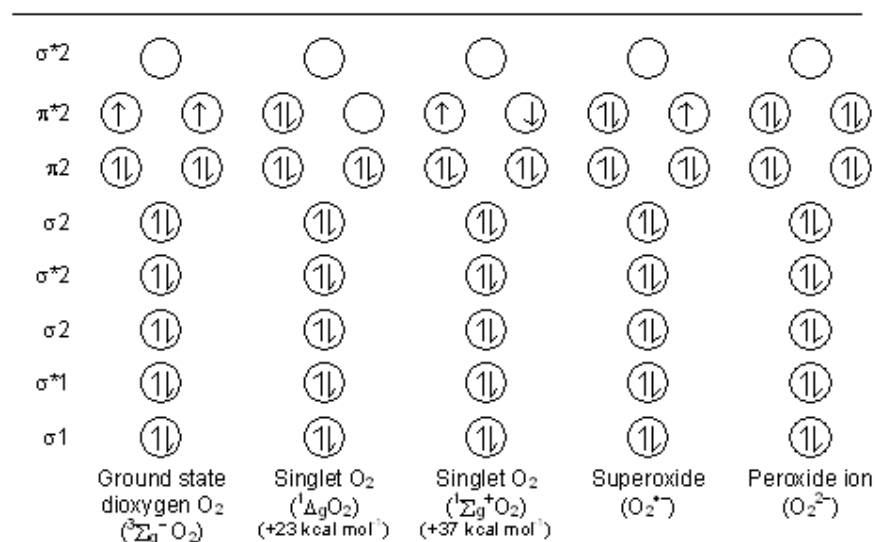 σ*2
π*2
π2
σ2
σ*2
σ2
σ*1
σ1
Ground state
dioxygen O₂
(³Σg⁻O₂)
Singlet O₂
(¹ΔgO₂)
(+23 kcal mol⁻¹)
Singlet O₂
(¹Σg⁺O₂)
(+37 kcal mol⁻¹)
Superoxide
(O₂•⁻)
Peroxide ion
(O₂²⁻)